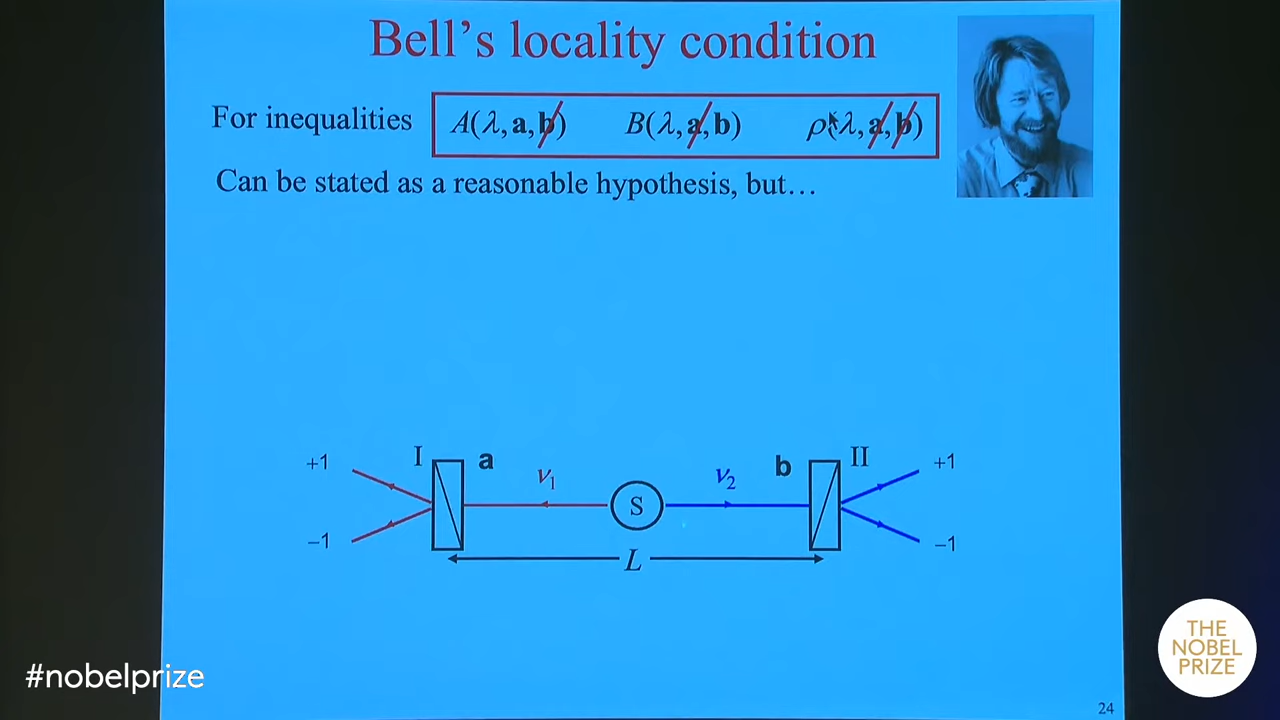 Bell's locality condition
For inequalities A(λ, a, b) B(λ, a, b) ρ(λ, a, b)
Can be stated as a reasonable hypothesis, but…
+1 I a ν₁ S ν₂ b II +1
–1 –1
L
#nobelprize
THE
NOBEL
PRIZE
24